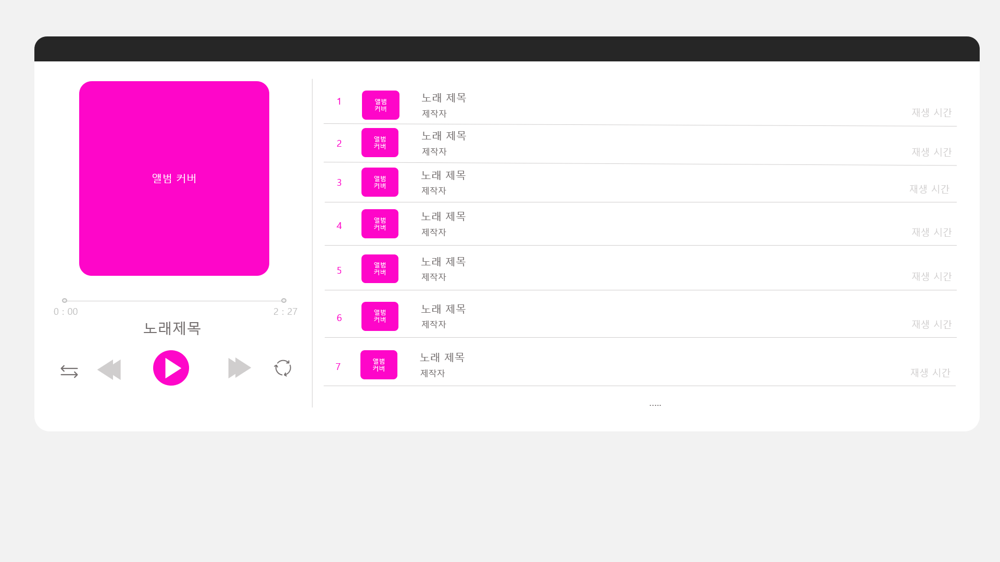 앨범 커버
0 : 00
2 : 27
노래제목
1
앨범
커버
노래 제목
제작자
재생 시간
2
앨범
커버
노래 제목
제작자
재생 시간
3
앨범
커버
노래 제목
제작자
재생 시간
4
앨범
커버
노래 제목
제작자
재생 시간
5
앨범
커버
노래 제목
제작자
재생 시간
6
앨범
커버
노래 제목
제작자
재생 시간
7
앨범
커버
노래 제목
제작자
재생 시간
.....